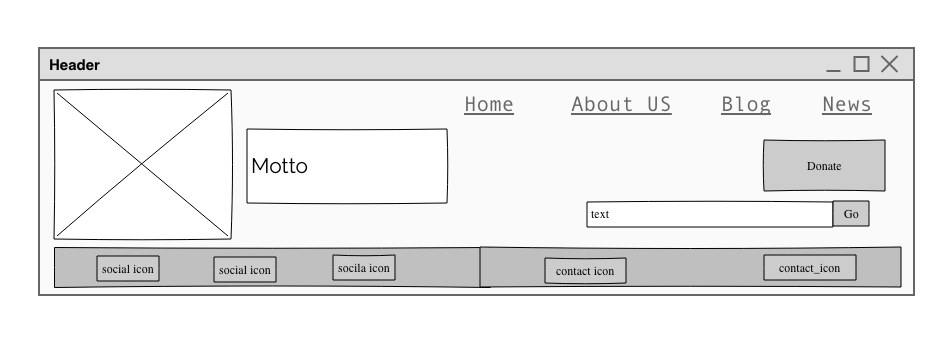 Header
Home About US Blog News
Motto
Donate
text Go
social icon social icon socila icon contact icon contact_icon